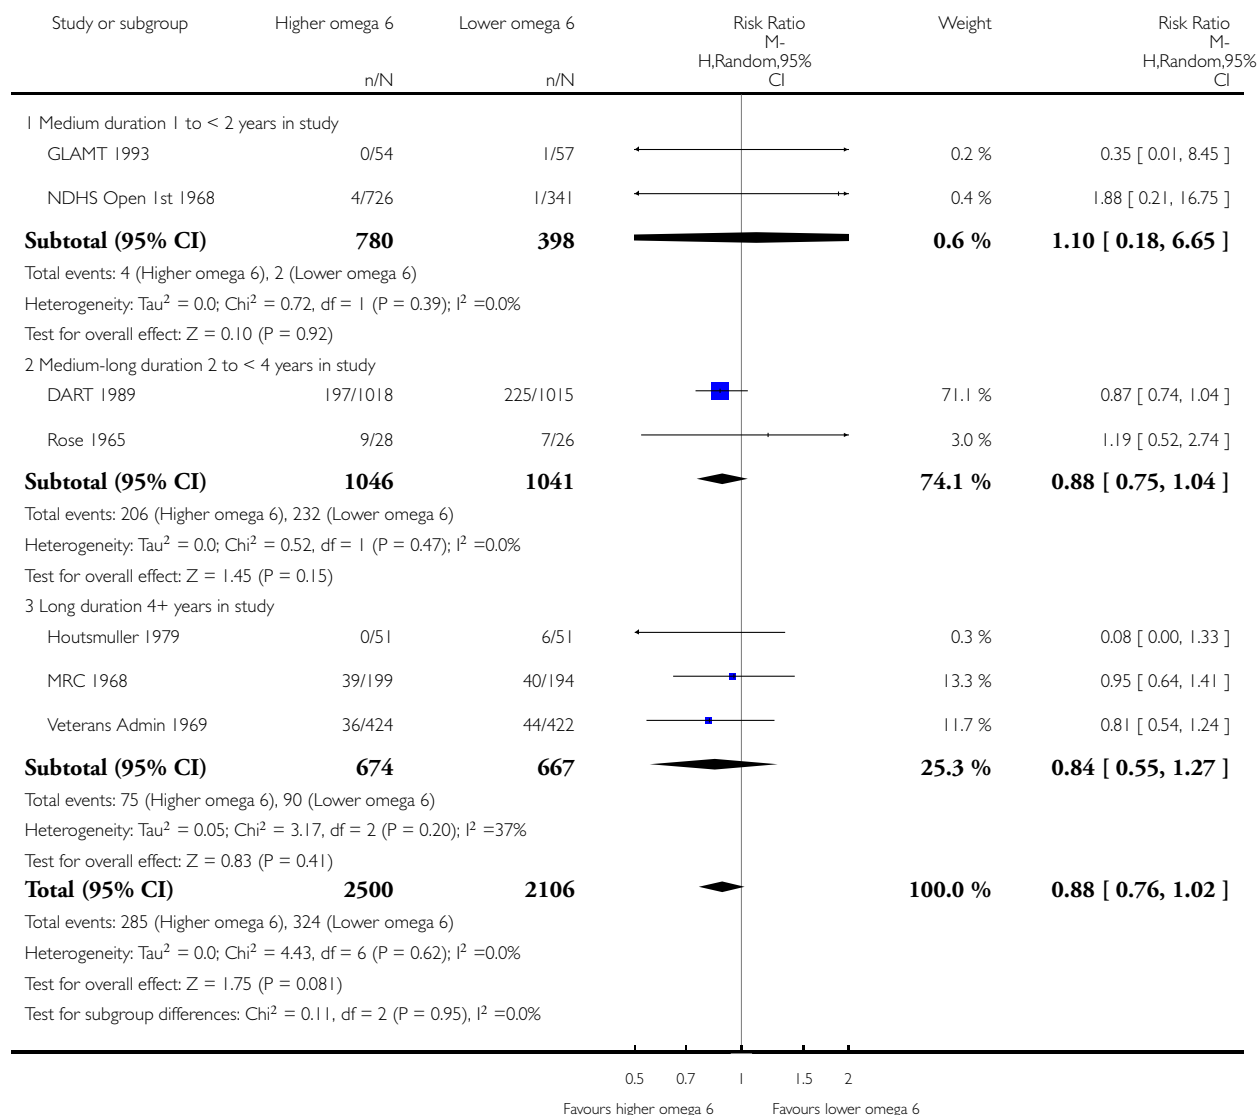 Study or subgroup Higher omega 6 Lower omega 6 Risk Ratio Weight Risk Ratio
M- M-
H,Random,95% H,Random,95%
n/N n/N CI CI
1 Medium duration 1 to < 2 years in study
GLAMT 1993 0/54 1/57 0.2 % 0.35 [ 0.01, 8.45 ]
NDHS Open 1st 1968 4/726 1/341 0.4 % 1.88 [ 0.21, 16.75 ]
Subtotal (95% CI) 780 398 0.6 % 1.10 [ 0.18, 6.65 ]
Total events: 4 (Higher omega 6), 2 (Lower omega 6)
Heterogeneity: Tau² = 0.0; Chi² = 0.72, df = 1 (P = 0.39); I² =0.0%
Test for overall effect: Z = 0.10 (P = 0.92)
2 Medium-long duration 2 to < 4 years in study
DART 1989 197/1018 225/1015 71.1 % 0.87 [ 0.74, 1.04 ]
Rose 1965 9/28 7/26 3.0 % 1.19 [ 0.52, 2.74 ]
Subtotal (95% CI) 1046 1041 74.1 % 0.88 [ 0.75, 1.04 ]
Total events: 206 (Higher omega 6), 232 (Lower omega 6)
Heterogeneity: Tau² = 0.0; Chi² = 0.52, df = 1 (P = 0.47); I² =0.0%
Test for overall effect: Z = 1.45 (P = 0.15)
3 Long duration 4+ years in study
Houtsmuller 1979 0/51 6/51 0.3 % 0.08 [ 0.00, 1.33 ]
MRC 1968 39/199 40/194 13.3 % 0.95 [ 0.64, 1.41 ]
Veterans Admin 1969 36/424 44/422 11.7 % 0.81 [ 0.54, 1.24 ]
Subtotal (95% CI) 674 667 25.3 % 0.84 [ 0.55, 1.27 ]
Total events: 75 (Higher omega 6), 90 (Lower omega 6)
Heterogeneity: Tau² = 0.05; Chi² = 3.17, df = 2 (P = 0.20); I² =37%
Test for overall effect: Z = 0.83 (P = 0.41)
Total (95% CI) 2500 2106 100.0 % 0.88 [ 0.76, 1.02 ]
Total events: 285 (Higher omega 6), 324 (Lower omega 6)
Heterogeneity: Tau² = 0.0; Chi² = 4.43, df = 6 (P = 0.62); I² =0.0%
Test for overall effect: Z = 1.75 (P = 0.081)
Test for subgroup differences: Chi² = 0.11, df = 2 (P = 0.95), I² =0.0%
0.5 0.7 1 1.5 2
Favours higher omega 6 Favours lower omega 6